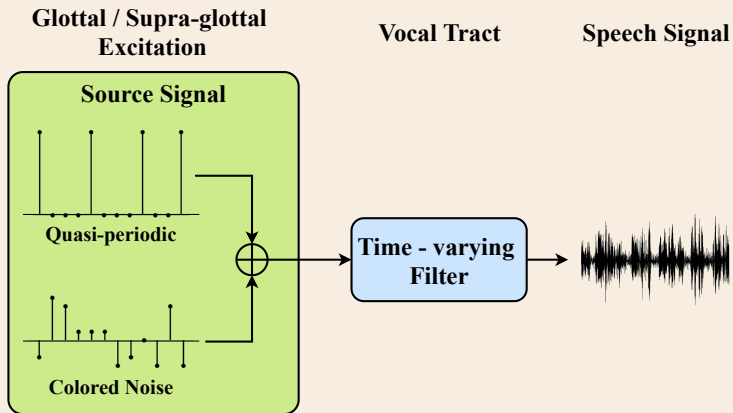 Glottal / Supra-glottal
Excitation
Vocal Tract
Speech Signal
Source Signal
Quasi-periodic
Time - varying
Filter
Colored Noise